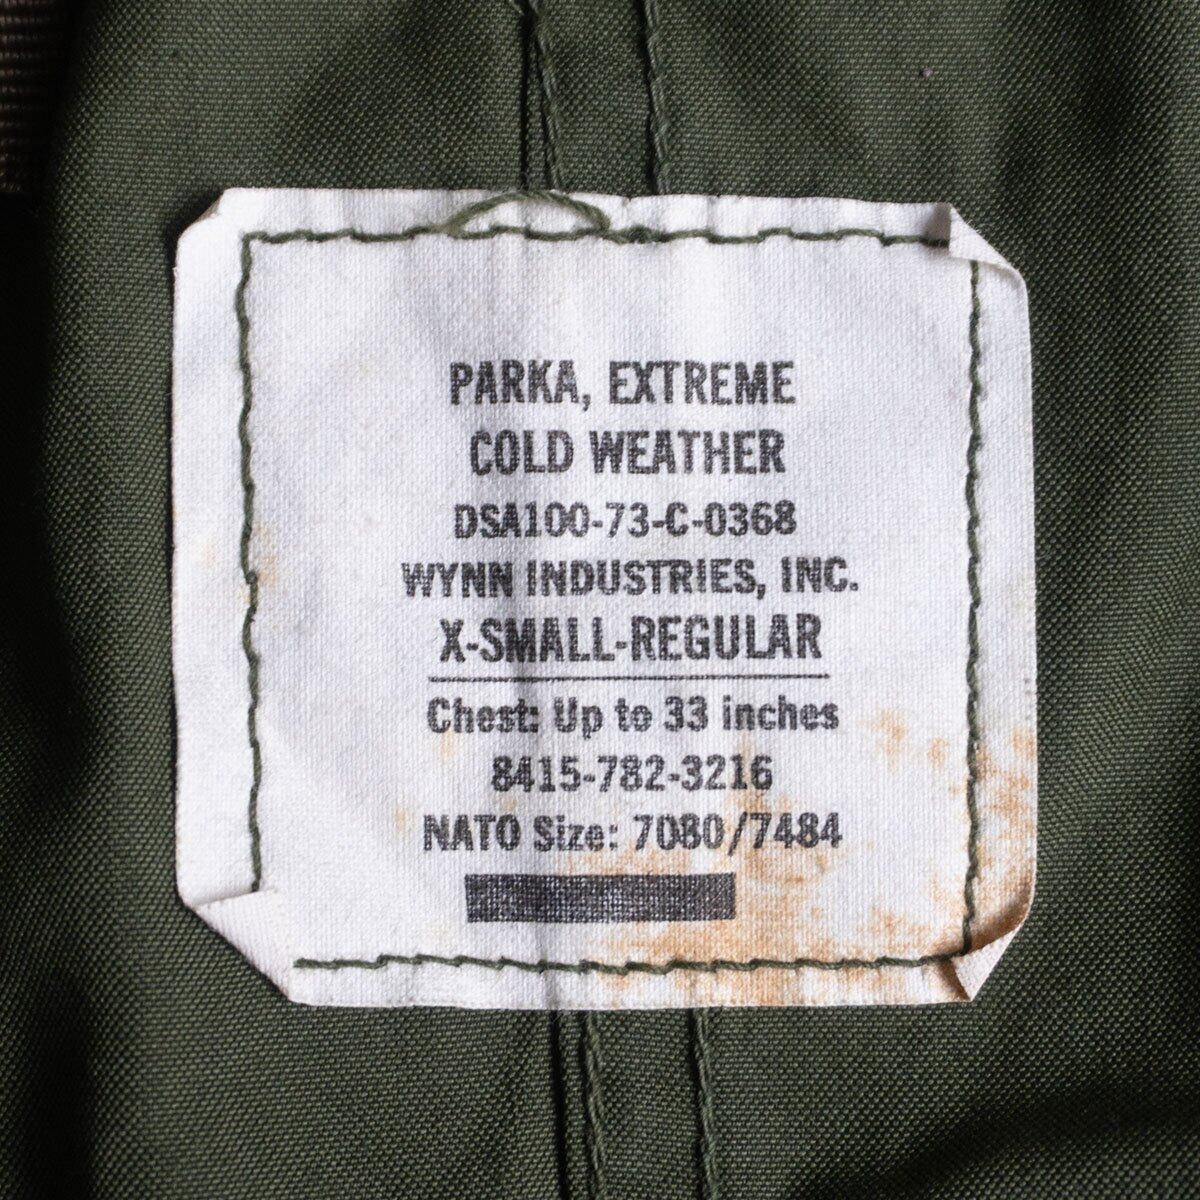 PARKA, EXTREME
COLD WEATHER
DSA100-73-C-0368
WYNN INDUSTRIES, INC.
X-SMALL-REGULAR
Chest: Up to 33 inches
8415-782-3216
NATO Size: 7080/7484